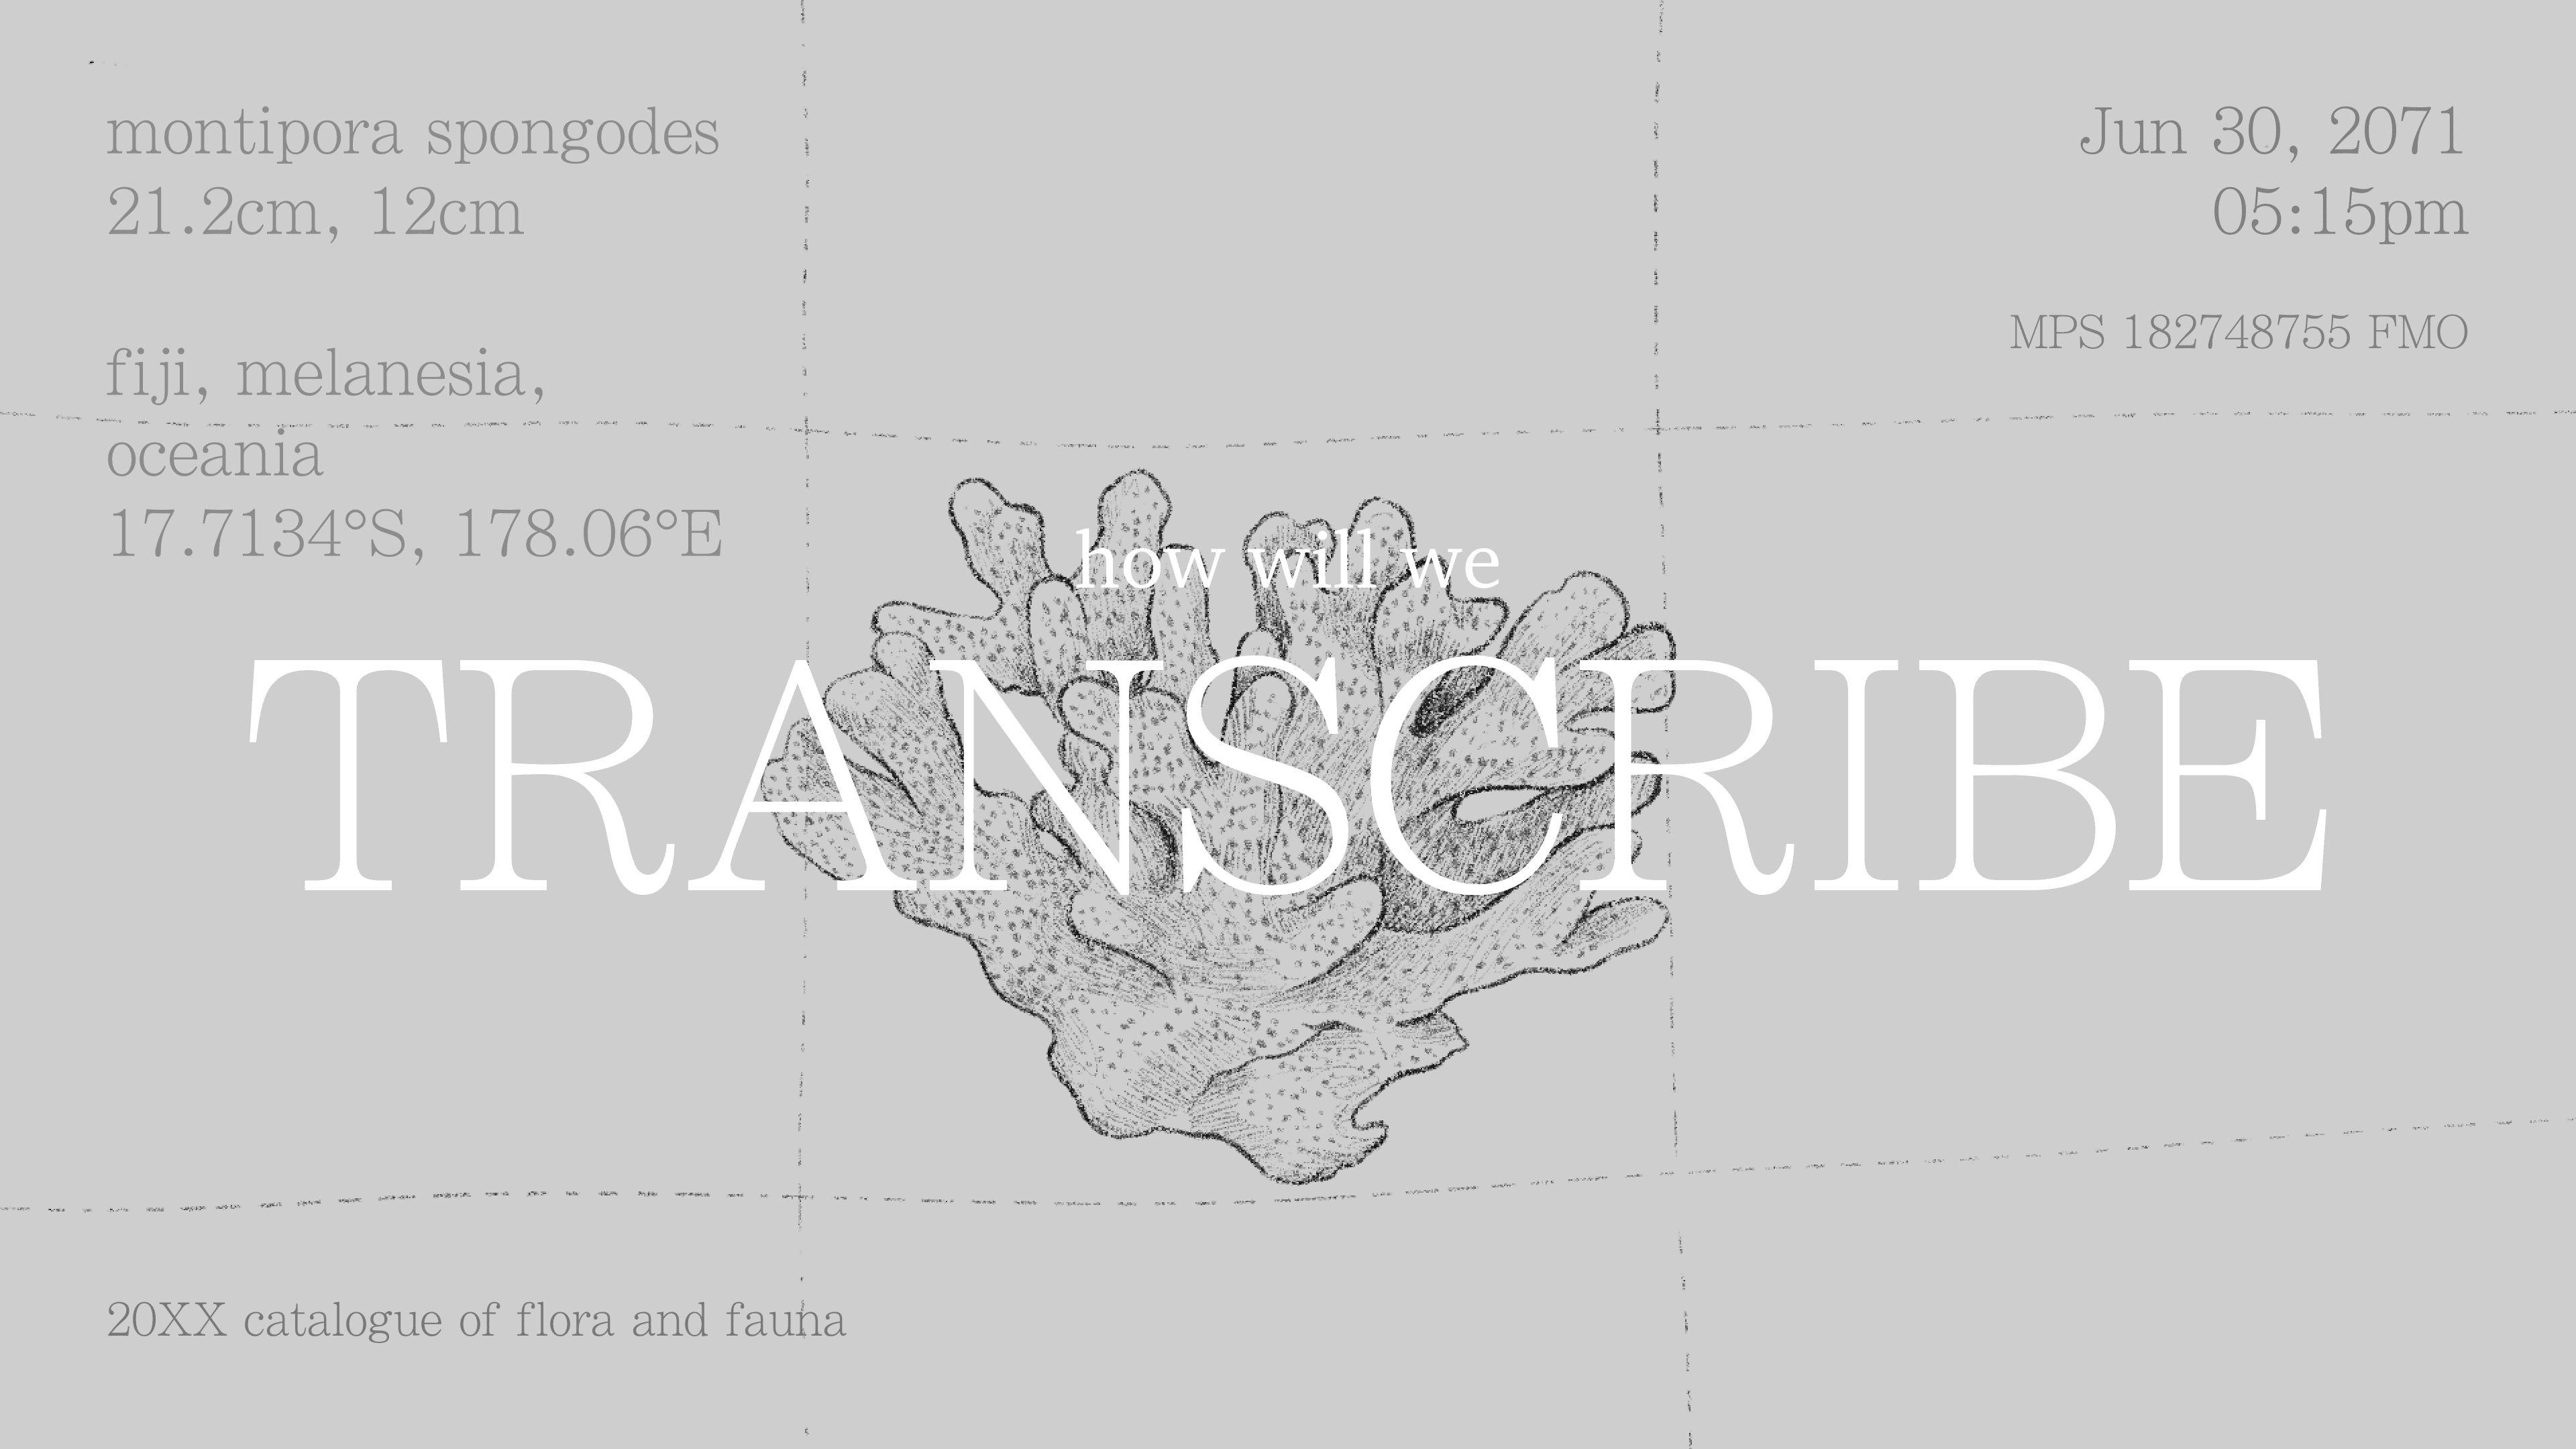 montipora spongodes
21.2cm, 12cm
fiji, melanesia,
oceania
17.7134°S, 178.06°E
Jun 30, 2071
05:15pm
MPS 182748755 FMO
how will we
TRANSCRIBE
20XX catalogue of flora and fauna